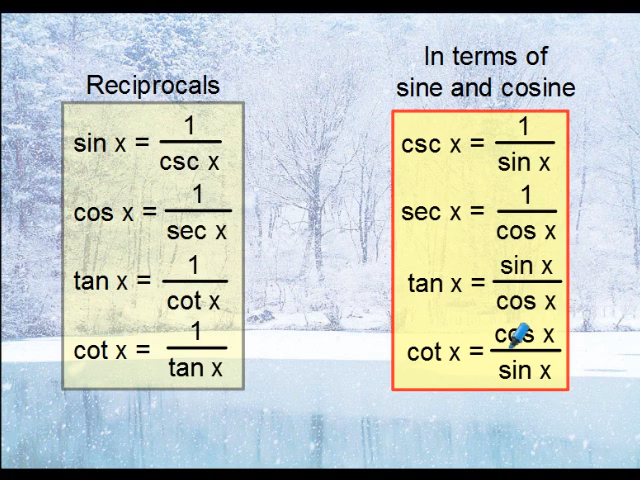 Reciprocals
sin x = 1/csc x
cos x = 1/sec x
tan x = 1/cot x
cot x = 1/tan x
In terms of
sine and cosine
csc x = 1/sin x
sec x = 1/cos x
tan x = sin x/cos x
cot x = cos x/sin x